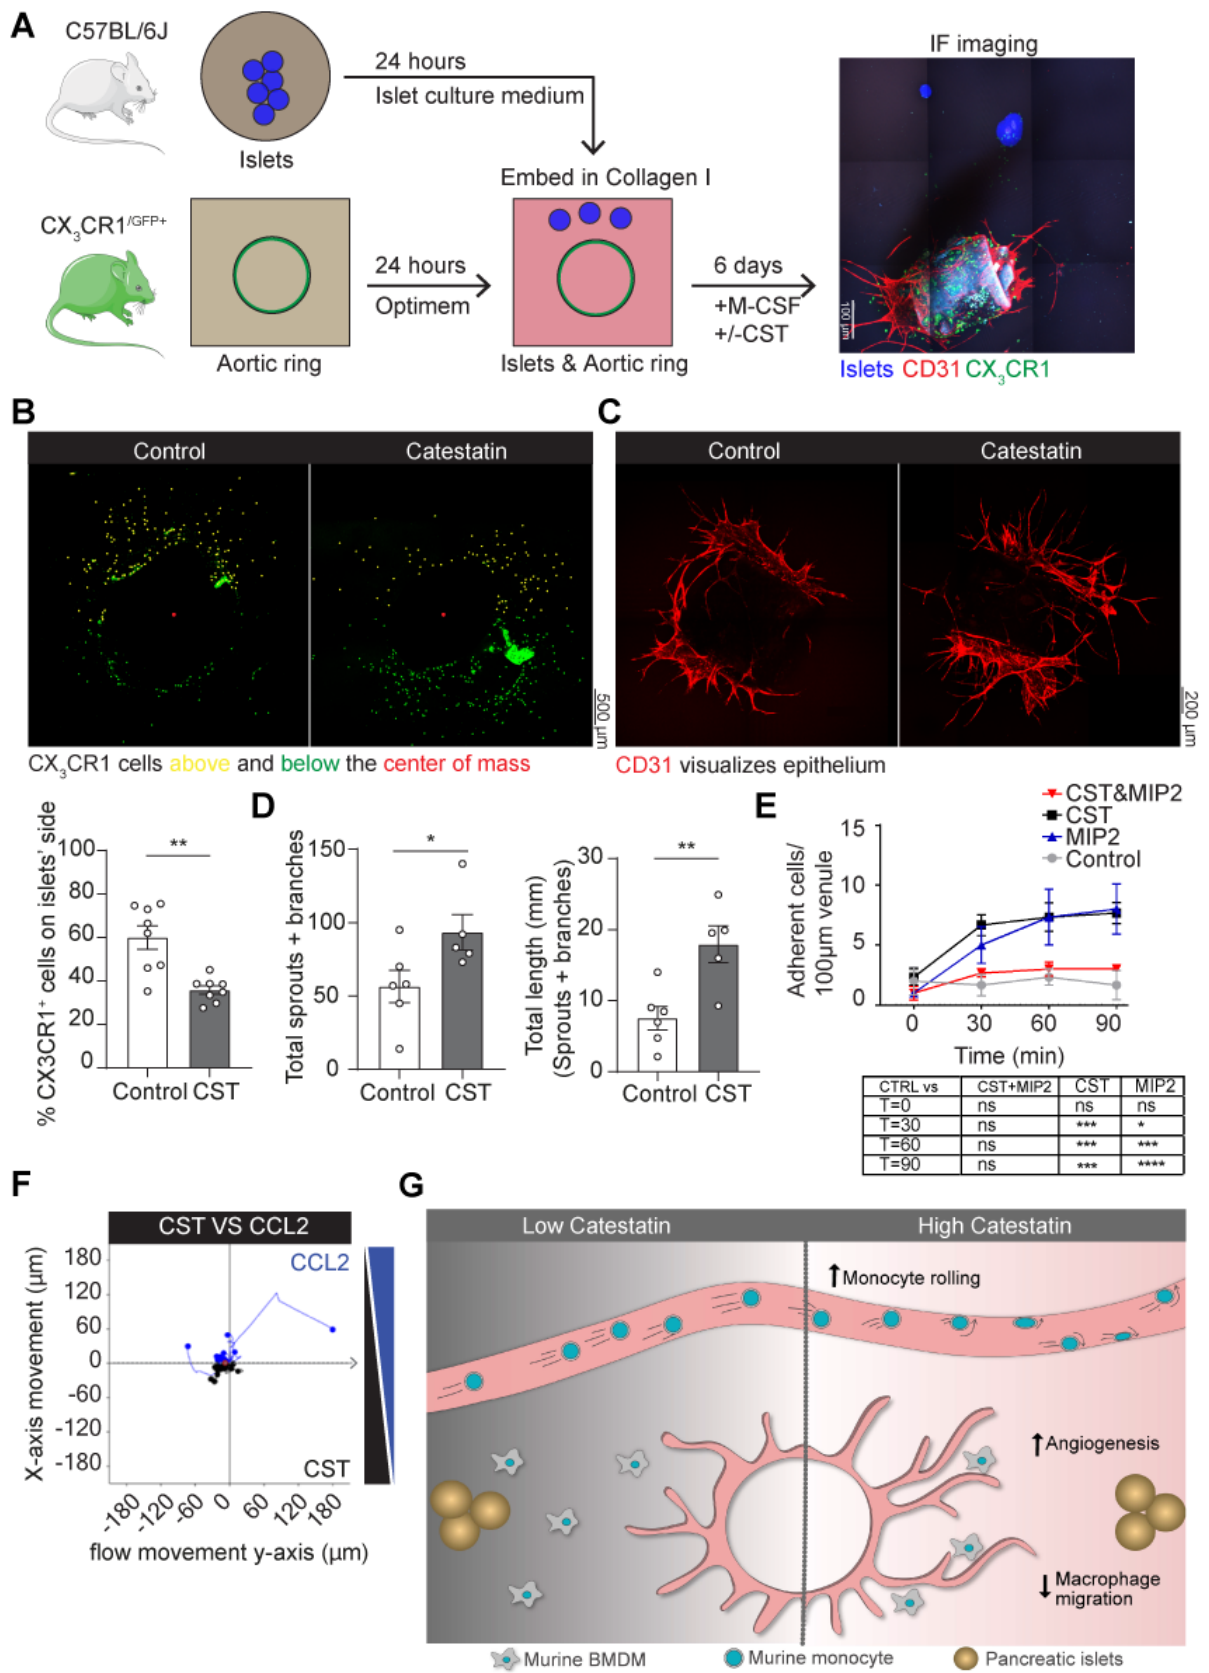 A
C57BL/6J
Islets
24 hours
Islet culture medium
CX3CR1/GFP+
Aortic ring
24 hours
Optimem
Embed in Collagen I
Islets & Aortic ring
6 days
+M-CSF
+/-CST
IF imaging
100 μm
Islets CD31 CX3CR1
B
Control
Catestatin
500 μm
CX3CR1 cells above and below the center of mass
C
Control
Catestatin
200 μm
CD31 visualizes epithelium
% CX3CR1+ cells on islets' side
100
80
60
40
20
0
**
Control CST
D
Total sprouts + branches
150
100
50
0
*
Control CST
Total length (mm)
(Sprouts + branches)
30
20
10
0
**
Control CST
E
CST&MIP2
CST
MIP2
Control
Adherent cells/
100μm venule
15
10
5
0
0 30 60 90
Time (min)
CTRL vs CST+MIP2 CST MIP2
T=0 ns ns ns
T=30 ns *** *
T=60 ns *** ***
T=90 ns *** ****
F
CST VS CCL2
CCL2
CST
X-axis movement (μm)
180
120
60
0
-60
-120
-180
-180 -120 -60 0 60 120 180
flow movement y-axis (μm)
G
Low Catestatin
High Catestatin
Monocyte rolling
Angiogenesis
Macrophage
migration
Murine BMDM
Murine monocyte
Pancreatic islets